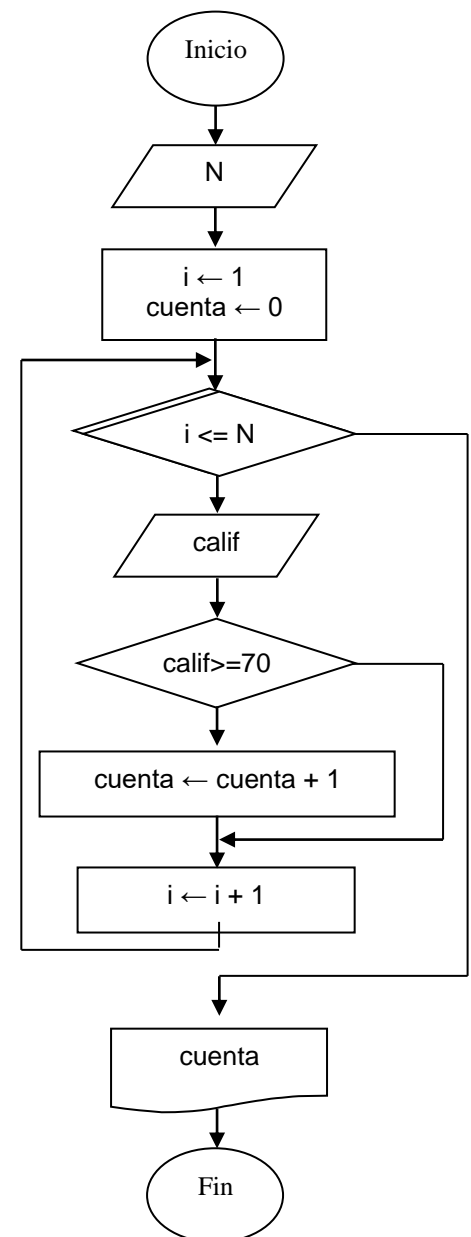 Inicio
N
i ← 1
cuenta ← 0
i <= N
calif
calif>=70
cuenta ← cuenta + 1
i ← i + 1
cuenta
Fin